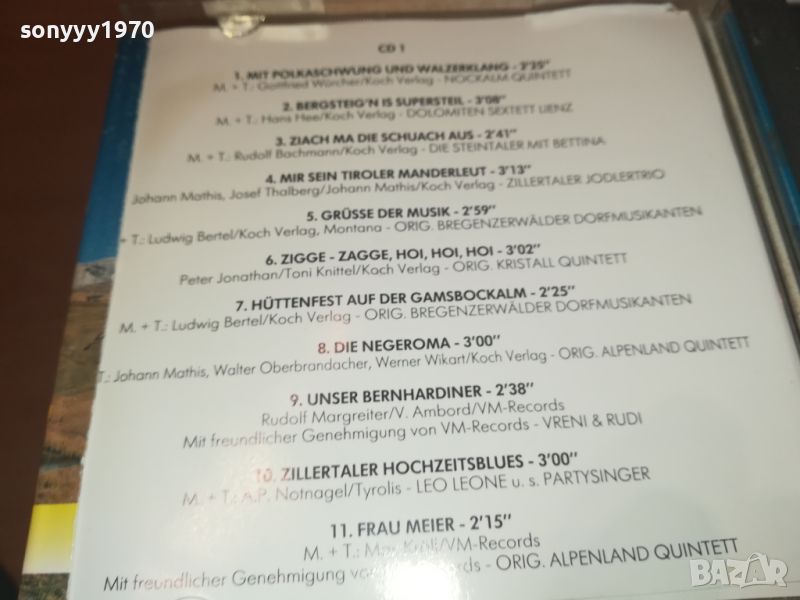 sonyyy1970
CD 1
1. MIT POLKASCHWUNG UND WALZERKLANG - 2'25"
M. + T.: Gottfried Würcher/Koch Verlag - NOCKALM QUINTETT
2. BERGSTEIG'N IS SUPERSTEIL - 3'08"
M. + T.: Hans Hee/Koch Verlag - DOLOMITEN SEXTETT LIENZ
3. ZIACH MA DIE SCHUACH AUS - 2'41"
M. + T.: Rudolf Bachmann/Koch Verlag - DIE STEINTALER MIT BETTINA
4. MIR SEIN TIROLER MANDERLEUT - 3'13"
Johann Mathis, Josef Thalberg/Johann Mathis/Koch Verlag - ZILLERTALER JODLERTRIO
5. GRÜSSE DER MUSIK - 2'59"
+ T.: Ludwig Bertel/Koch Verlag, Montana - ORIG. BREGENZERWÄLDER DORFMUSIKANTEN
6. ZIGGE - ZAGGE, HOI, HOI, HOI - 3'02"
Peter Jonathan/Toni Knittel/Koch Verlag - ORIG. KRISTALL QUINTETT
7. HÜTTENFEST AUF DER GAMSBOCKALM - 2'25"
M. + T.: Ludwig Bertel/Koch Verlag - ORIG. BREGENZERWÄLDER DORFMUSIKANTEN
8. DIE NEGEROMA - 3'00"
T.: Johann Mathis, Walter Oberbrandacher, Werner Wikart/Koch Verlag - ORIG. ALPENLAND QUINTETT
9. UNSER BERNHARDINER - 2'38"
Rudolf Margreiter/V. Ambord/VM-Records
Mit freundlicher Genehmigung von VM-Records - VRENI & RUDI
10. ZILLERTALER HOCHZEITSBLUES - 3'00"
M. + T.: A.P. Notnagel/Tyrolis - LEO LEONE u. s. PARTYSINGER
11. FRAU MEIER - 2'15"
M. + T.: /VM-Records
Mit freundlicher Genehmigung - ORIG. ALPENLAND QUINTETT
BAZAR